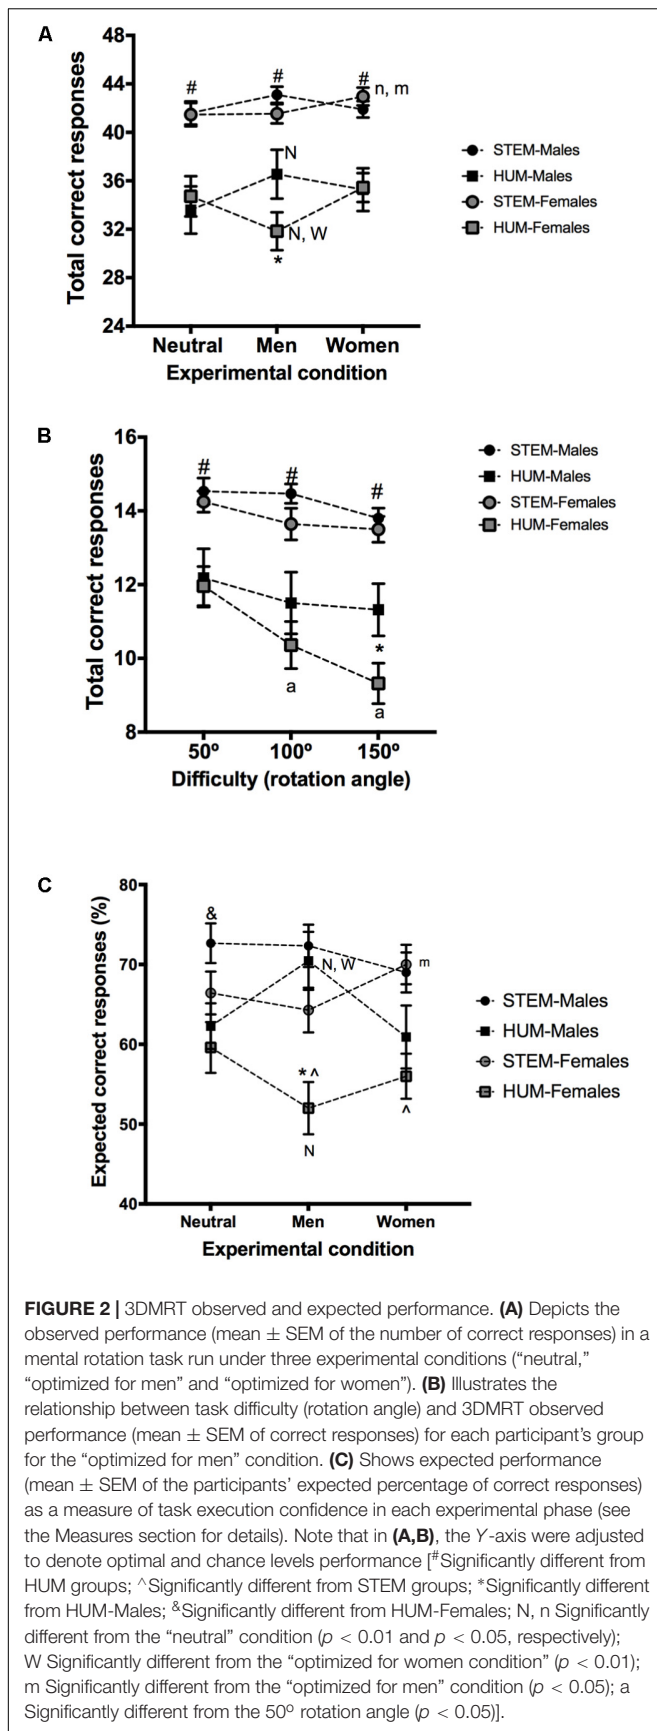 A
48
44
40
36
32
28
24
Total correct responses
#
#
#
n, m
N
N, W
*
Neutral
Men
Women
Experimental condition
STEM-Males
HUM-Males
STEM-Females
HUM-Females
B
16
14
12
10
8
Total correct responses
#
#
#
*
a
a
50º
100º
150º
Difficulty (rotation angle)
STEM-Males
HUM-Males
STEM-Females
HUM-Females
C
80
70
60
50
40
Expected correct responses (%)
&
N, W
m
* ^
^
N
Neutral
Men
Women
Experimental condition
STEM-Males
HUM-Males
STEM-Females
HUM-Females
FIGURE 2 | 3DMRT observed and expected performance. (A) Depicts the
observed performance (mean ± SEM of the number of correct responses) in a
mental rotation task run under three experimental conditions (“neutral,”
“optimized for men” and “optimized for women”). (B) Illustrates the
relationship between task difficulty (rotation angle) and 3DMRT observed
performance (mean ± SEM of correct responses) for each participant’s group
for the “optimized for men” condition. (C) Shows expected performance
(mean ± SEM of the participants’ expected percentage of correct responses)
as a measure of task execution confidence in each experimental phase (see
the Measures section for details). Note that in (A,B), the Y-axis were adjusted
to denote optimal and chance levels performance [#Significantly different from
HUM groups; ^Significantly different from STEM groups; *Significantly different
from HUM-Males; &Significantly different from HUM-Females; N, n Significantly
different from the “neutral” condition (p < 0.01 and p < 0.05, respectively);
W Significantly different from the “optimized for women condition” (p < 0.01);
m Significantly different from the “optimized for men” condition (p < 0.05); a
Significantly different from the 50º rotation angle (p < 0.05)].